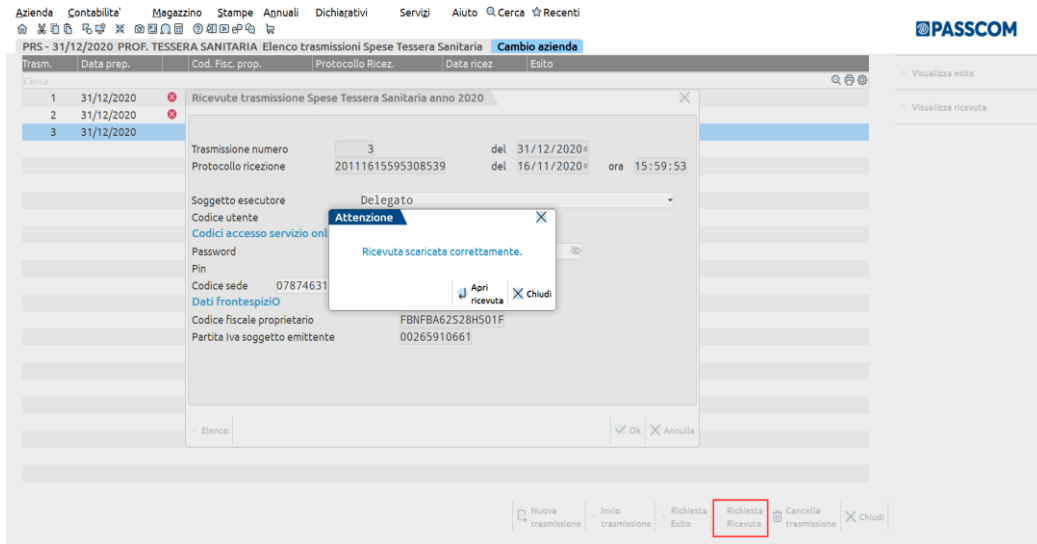 Azienda Contabilita' Magazzino Stampe Annuali Dichiarativi Servizi Aiuto Cerca Recenti
PASSCOM
PRS - 31/12/2020 PROF. TESSERA SANITARIA Elenco trasmissioni Spese Tessera Sanitaria Cambio azienda
Trasm. Data prep. Cod. Fisc. prop. Protocollo Ricez. Data ricez Esito
Cerca
Visualizza esito
1 31/12/2020
Ricevute trasmissione Spese Tessera Sanitaria anno 2020
Visualizza ricevuta
2 31/12/2020
3 31/12/2020
Trasmissione numero 3 del 31/12/2020
Protocollo ricezione 20111615595308539 del 16/11/2020 ora 15:59:53
Soggetto esecutore Delegato
Codice utente
Attenzione
Codici accesso servizio onl
Password
Ricevuta scaricata correttamente.
Pin
Codice sede 07874631
Apri ricevuta Chiudi
Dati frontespiziO
Codice fiscale proprietario FBNFBA62S28H501F
Partita Iva soggetto emittente 00265910661
Elenco Ok Annulla
Nuova trasmissione Invio trasmissione Richiesta Esito Richiesta Ricevuta Cancella trasmissione Chiudi